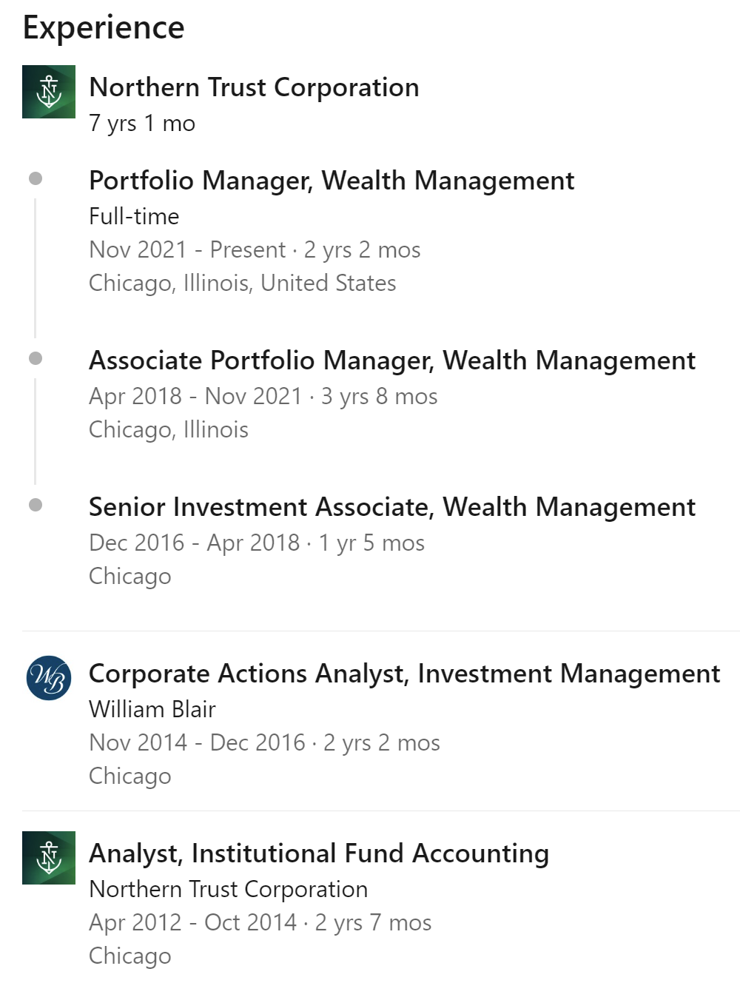 Experience
Northern Trust Corporation
7 yrs 1 mo
Portfolio Manager, Wealth Management
Full-time
Nov 2021 - Present · 2 yrs 2 mos
Chicago, Illinois, United States
Associate Portfolio Manager, Wealth Management
Apr 2018 - Nov 2021 · 3 yrs 8 mos
Chicago, Illinois
Senior Investment Associate, Wealth Management
Dec 2016 - Apr 2018 · 1 yr 5 mos
Chicago
WB
Corporate Actions Analyst, Investment Management
William Blair
Nov 2014 - Dec 2016 · 2 yrs 2 mos
Chicago
Analyst, Institutional Fund Accounting
Northern Trust Corporation
Apr 2012 - Oct 2014 · 2 yrs 7 mos
Chicago